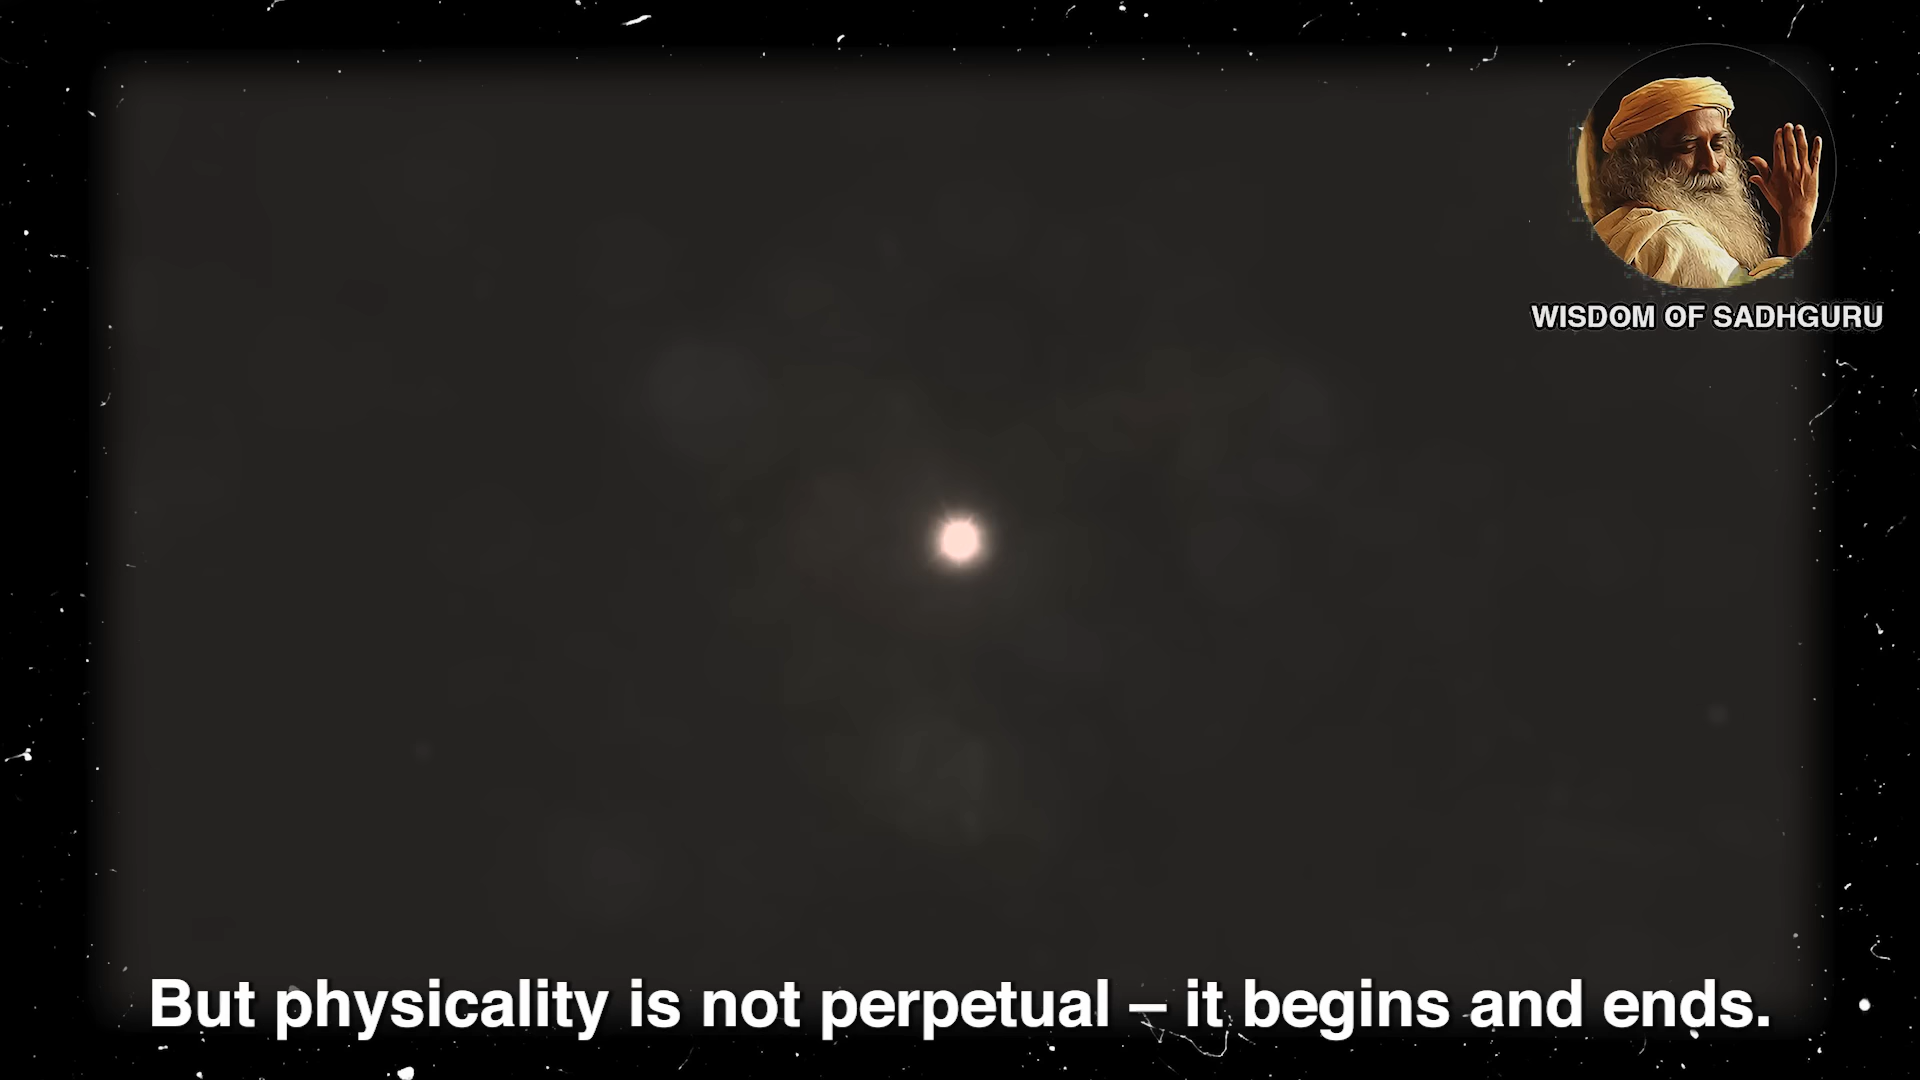 WISDOM OF SADHGURU
But physicality is not perpetual – it begins and ends.